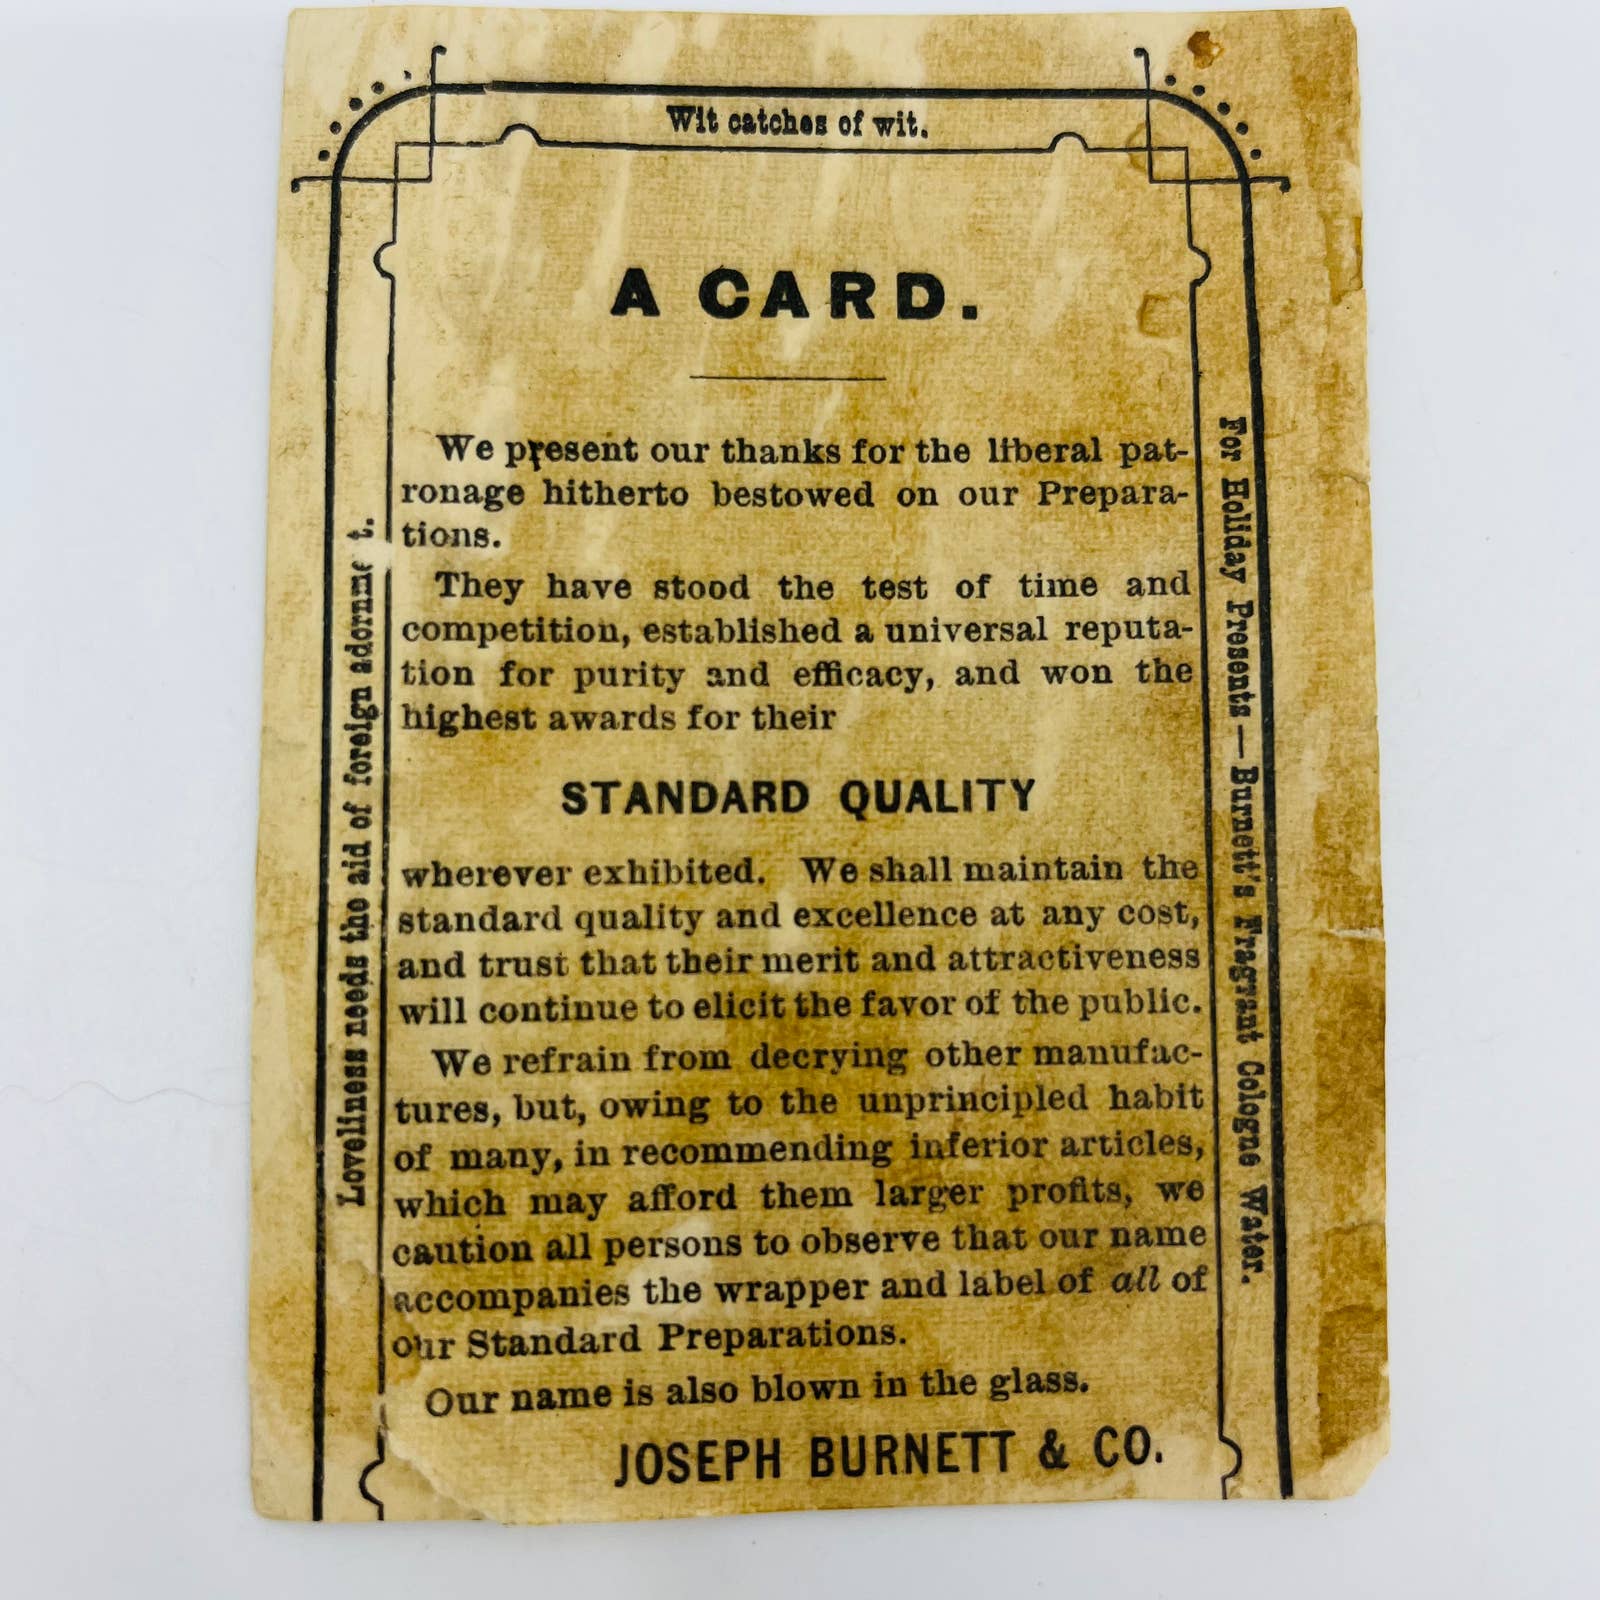 Wit catches of wit.
A CARD.
We present our thanks for the liberal pat-
ronage hitherto bestowed on our Prepara-
tions.
They have stood the test of time and
competition, established a universal reputa-
tion for purity and efficacy, and won the
highest awards for their
STANDARD QUALITY
wherever exhibited. We shall maintain the
standard quality and excellence at any cost,
and trust that their merit and attractiveness
will continue to elicit the favor of the public.
We refrain from decrying other manufac-
tures, but, owing to the unprincipled habit
of many, in recommending inferior articles,
which may afford them larger profits, we
caution all persons to observe that our name
accompanies the wrapper and label of all of
our Standard Preparations.
Our name is also blown in the glass.
JOSEPH BURNETT & CO.
Loveliness needs the aid of foreign adornment.
For Holiday Presents — Burnett's Fragrant Cologne Water.